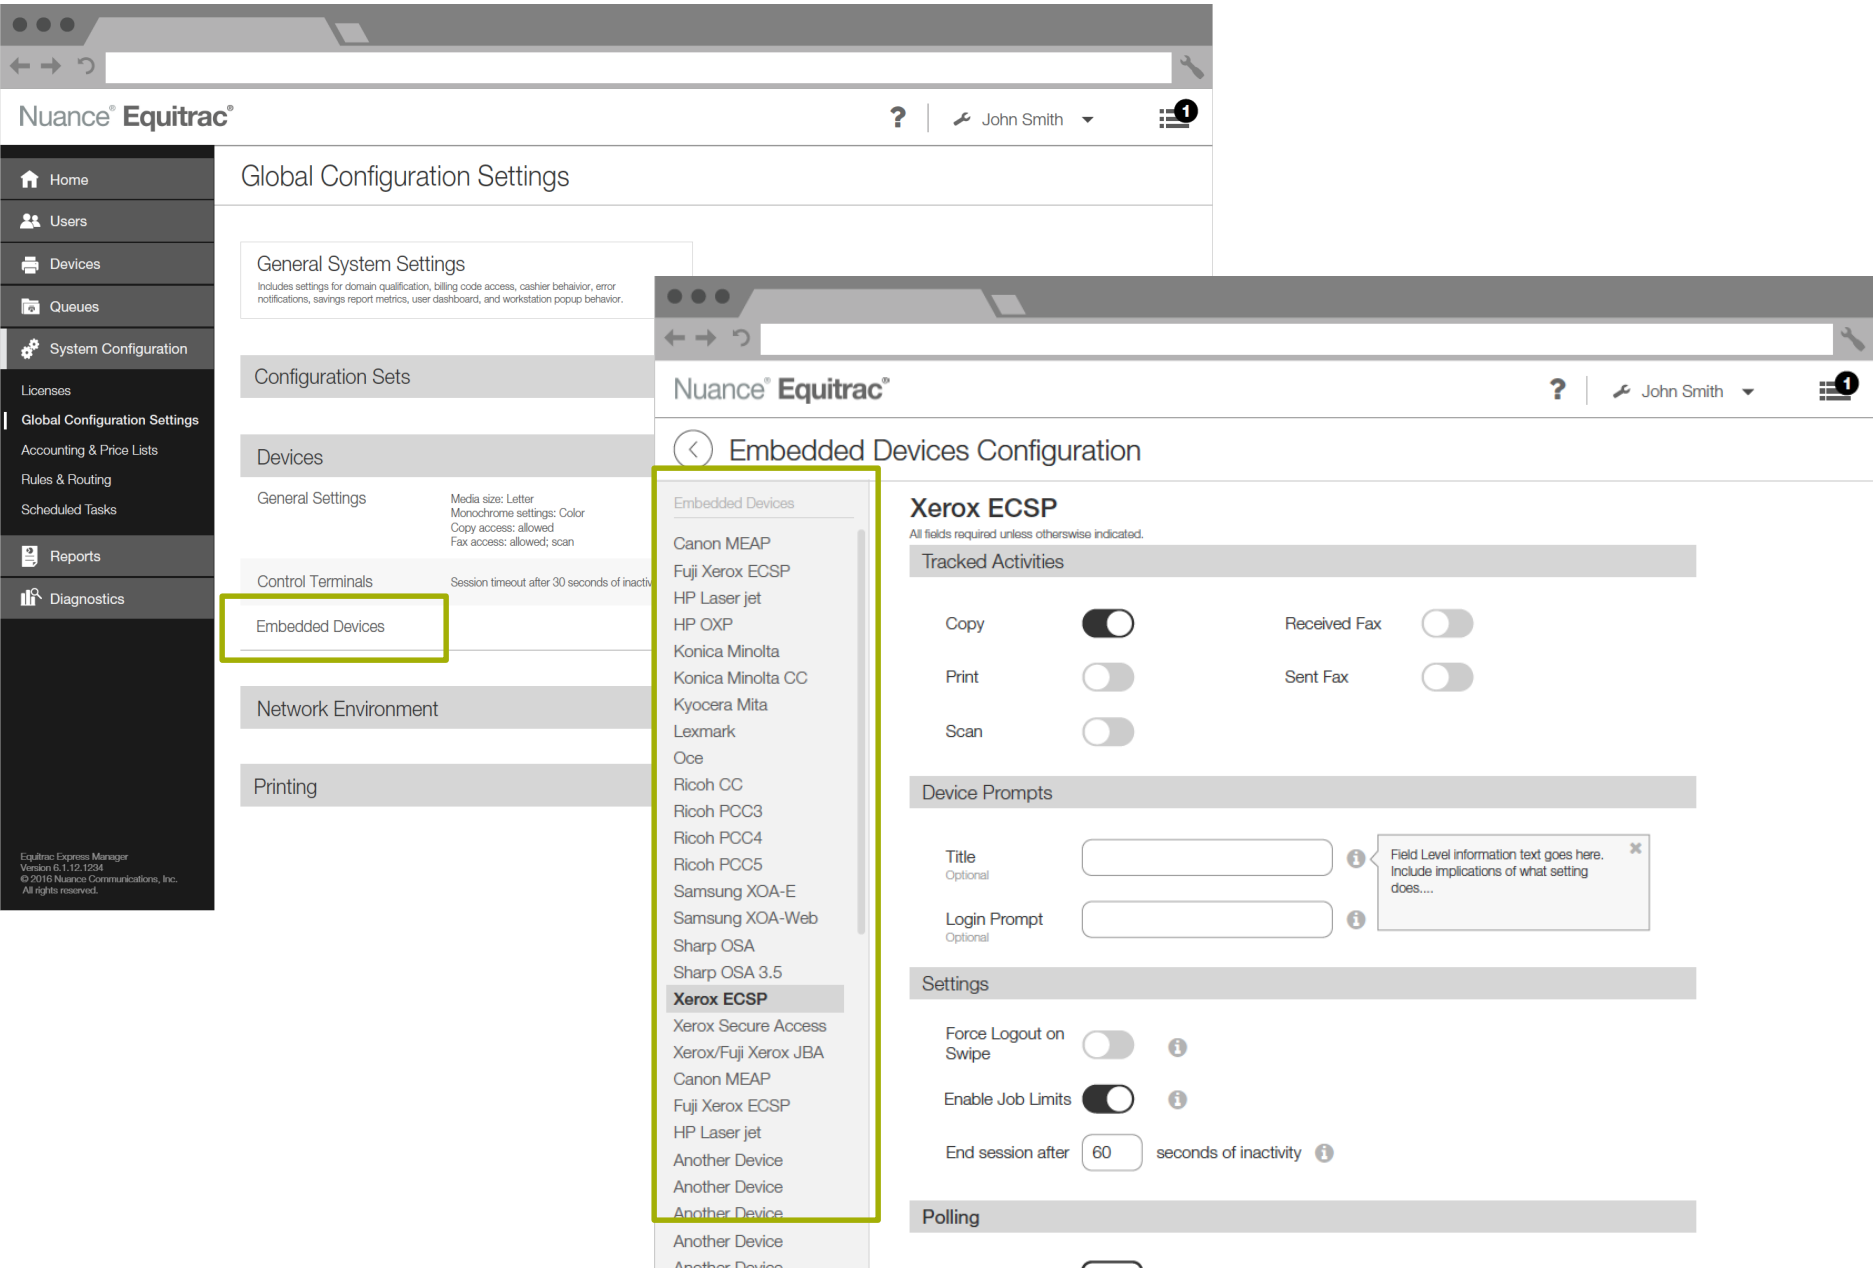 Nuance® Equitrac®
? John Smith 1
Home
Users
Devices
Queues
System Configuration
Licenses
Global Configuration Settings
Accounting & Price Lists
Rules & Routing
Scheduled Tasks
Reports
Diagnostics
Equitrac Express Manager
Version 6.1.12.1234
© 2016 Nuance Communications, Inc.
All rights reserved.
Global Configuration Settings
General System Settings
Includes settings for domain qualification, billing code access, cashier behaivior, error
notifications, savings report metrics, user dashboard, and workstation popup behavior.
Configuration Sets
Devices
General Settings
Media size: Letter
Monochrome settings: Color
Copy access: allowed
Fax access: allowed; scan
Control Terminals
Session timeout after 30 seconds of inactiv
Embedded Devices
Network Environment
Printing
Nuance® Equitrac®
? John Smith 1
Embedded Devices Configuration
Embedded Devices
Canon MEAP
Fuji Xerox ECSP
HP Laser jet
HP OXP
Konica Minolta
Konica Minolta CC
Kyocera Mita
Lexmark
Oce
Ricoh CC
Ricoh PCC3
Ricoh PCC4
Ricoh PCC5
Samsung XOA-E
Samsung XOA-Web
Sharp OSA
Sharp OSA 3.5
Xerox ECSP
Xerox Secure Access
Xerox/Fuji Xerox JBA
Canon MEAP
Fuji Xerox ECSP
HP Laser jet
Another Device
Another Device
Another Device
Another Device
Another Device
Xerox ECSP
All fields required unless otherswise indicated.
Tracked Activities
Copy
Received Fax
Print
Sent Fax
Scan
Device Prompts
Title
Optional
Field Level information text goes here.
Include implications of what setting
does....
Login Prompt
Optional
Settings
Force Logout on
Swipe
Enable Job Limits
End session after 60 seconds of inactivity
Polling